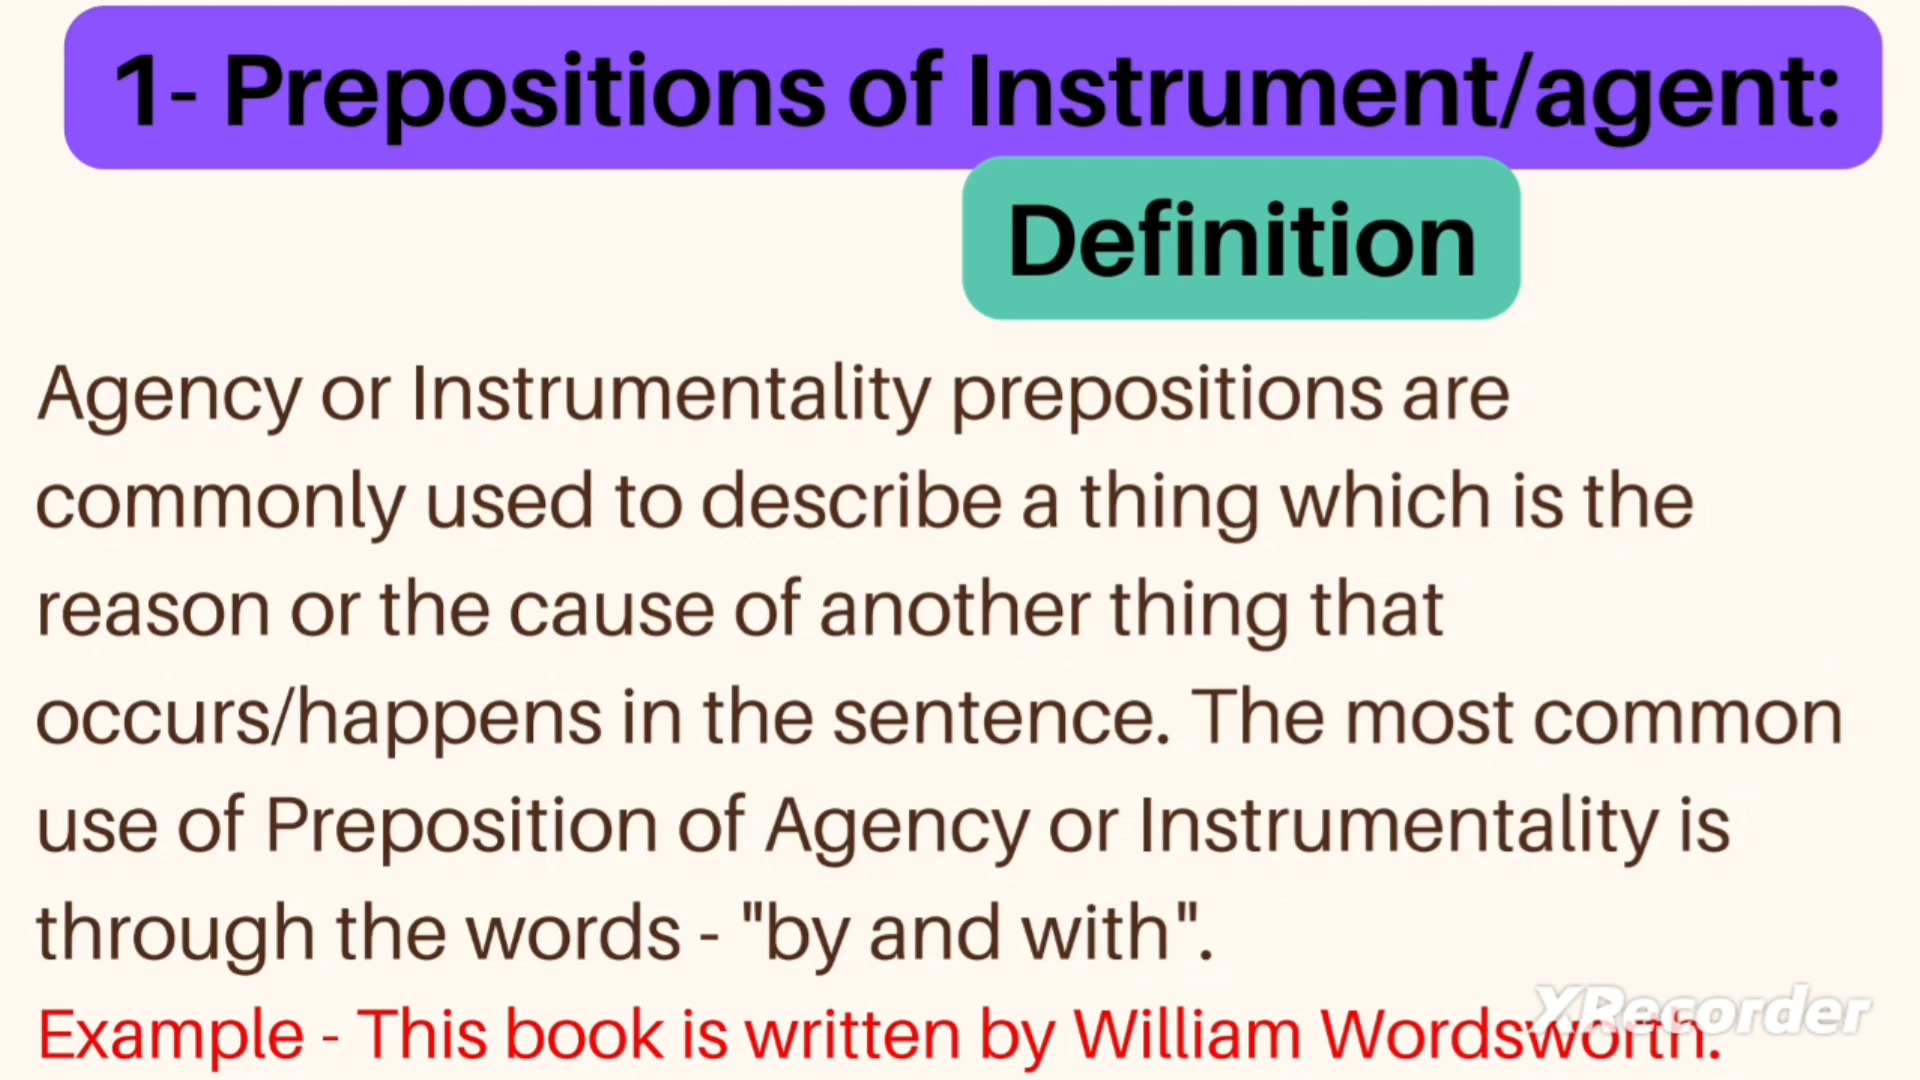 1- Prepositions of Instrument/agent:
Definition
Agency or Instrumentality prepositions are
commonly used to describe a thing which is the
reason or the cause of another thing that
occurs/happens in the sentence. The most common
use of Preposition of Agency or Instrumentality is
through the words - "by and with".
XRecorder
Example - This book is written by William Wordsworth.